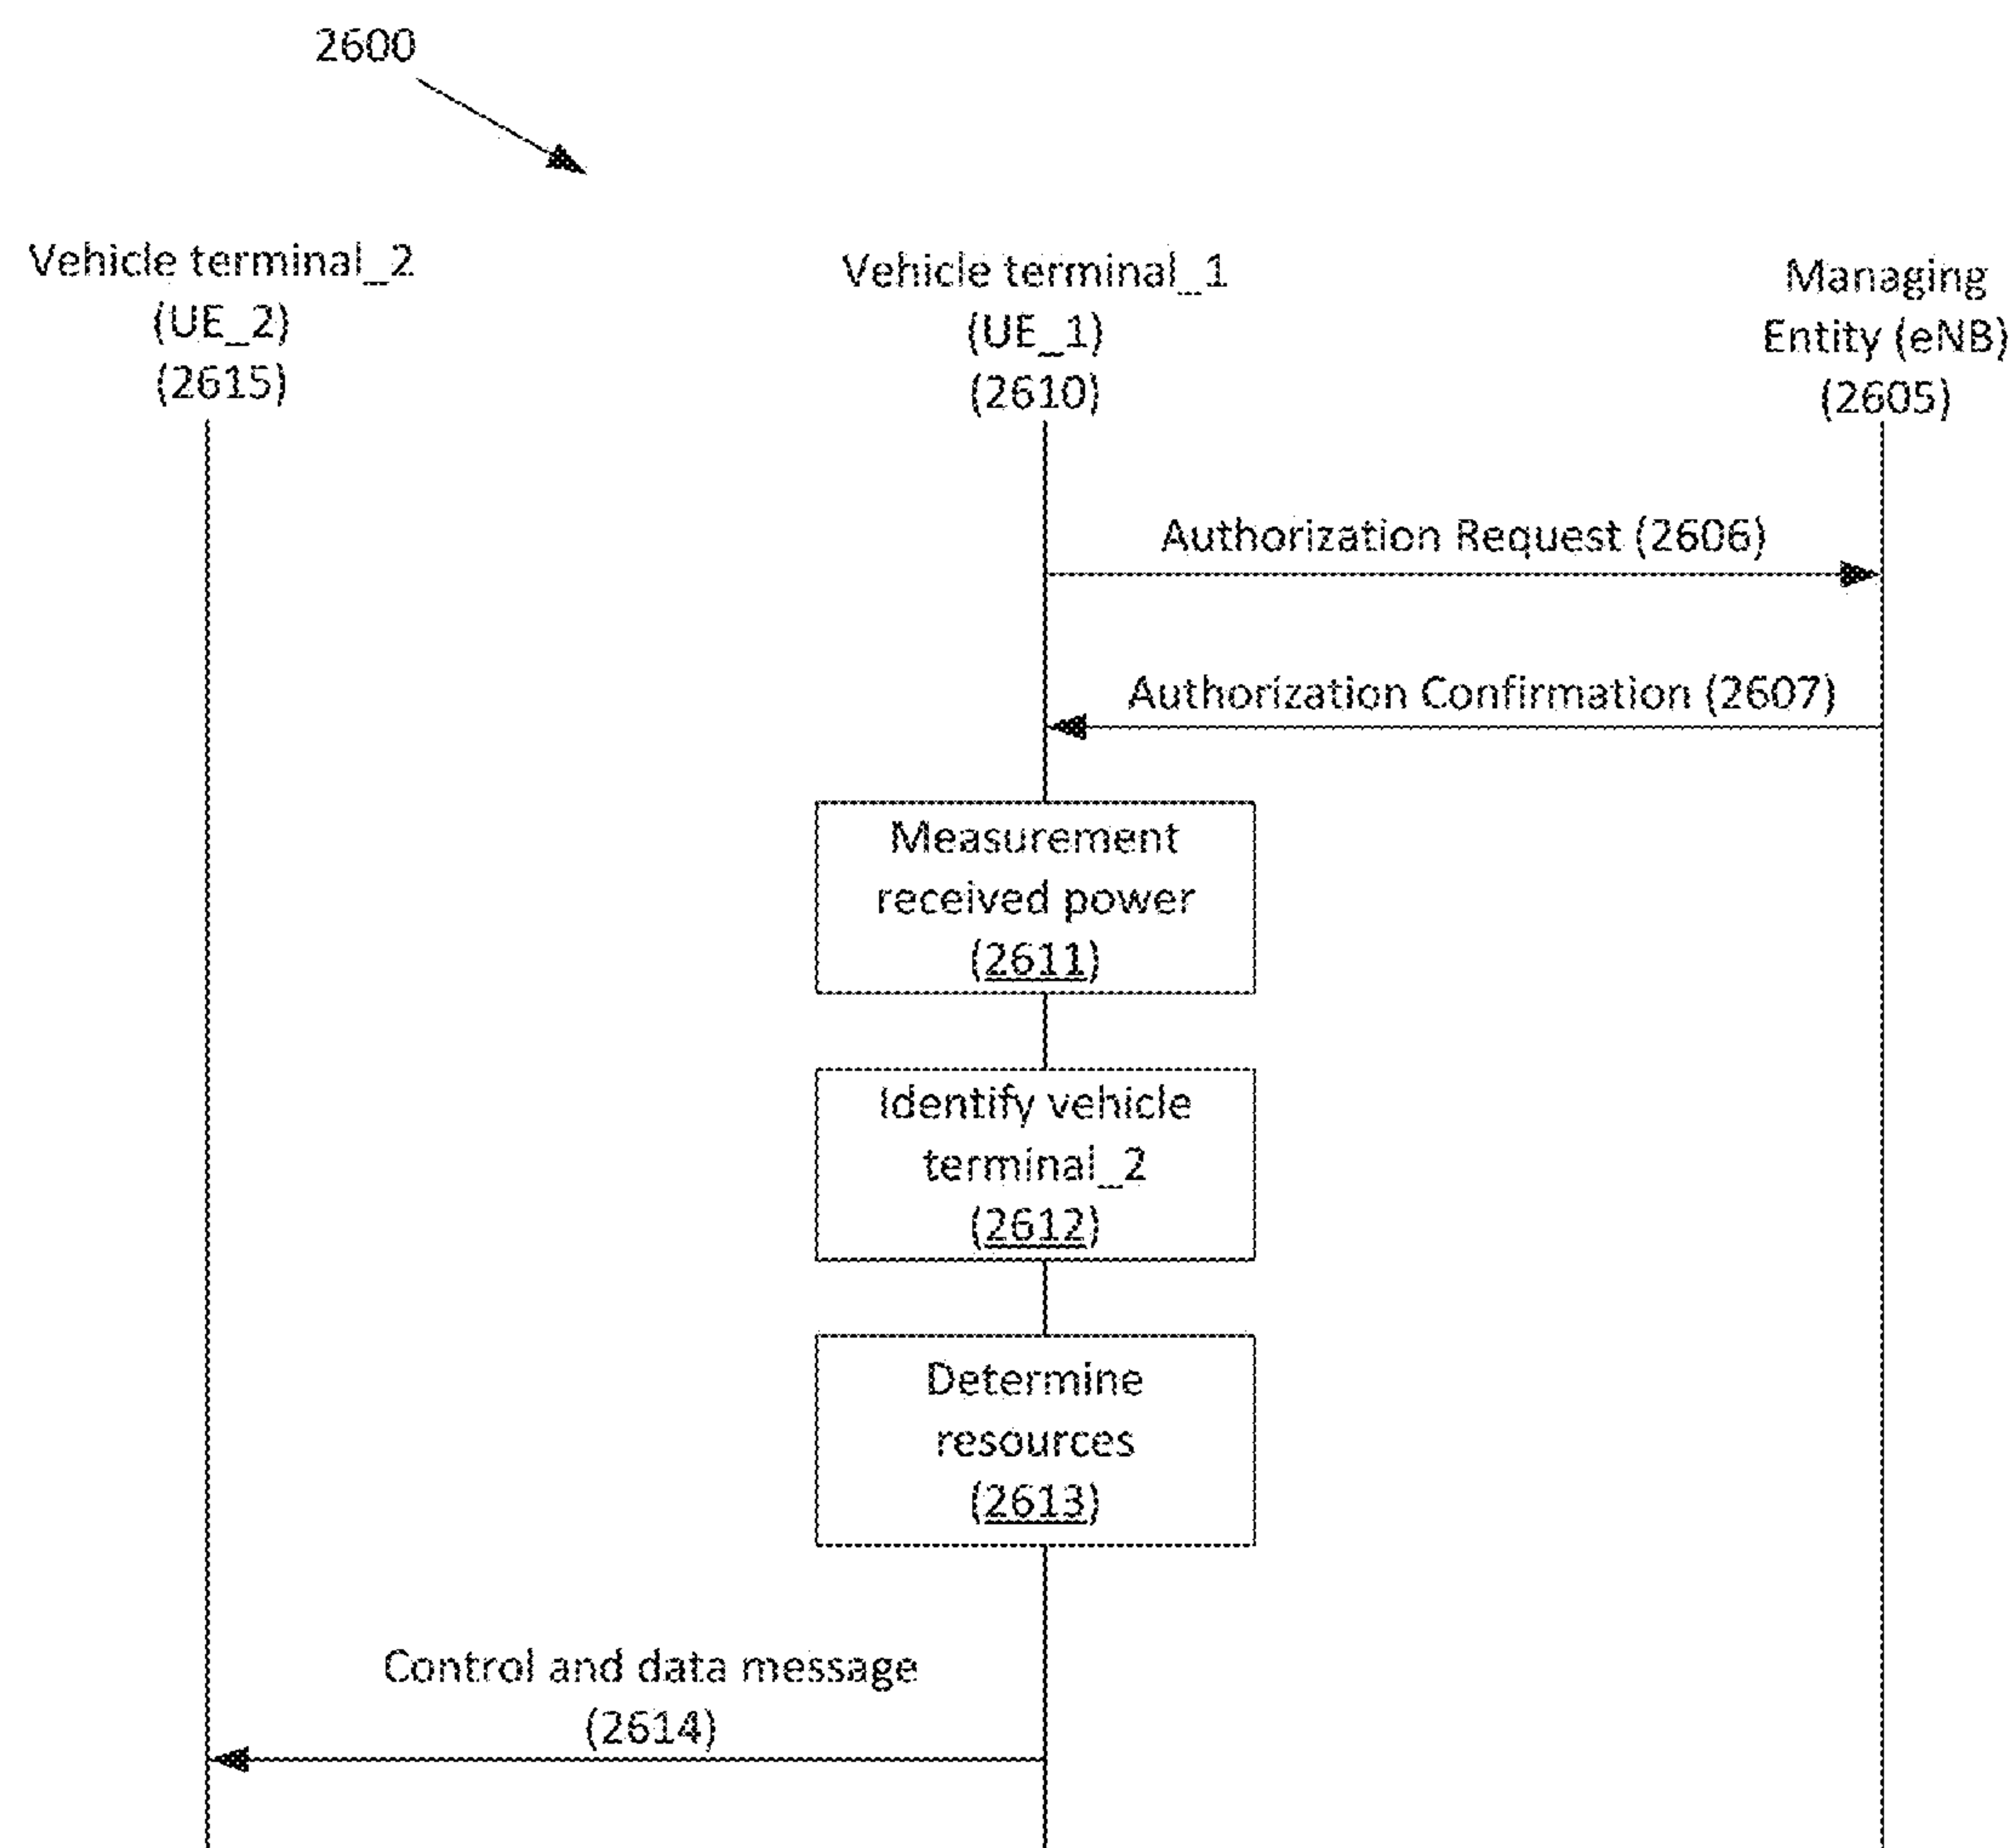 2600
Vehicle terminal_2
(UE_2)
(2615)
Vehicle terminal_1
(UE_1)
(2610)
Managing
Entity (eNB)
(2605)
Authorization Request (2606)
Authorization Confirmation (2607)
Measurement
received power
(2611)
Identify vehicle
terminal_2
(2612)
Determine
resources
(2613)
Control and data message
(2614)